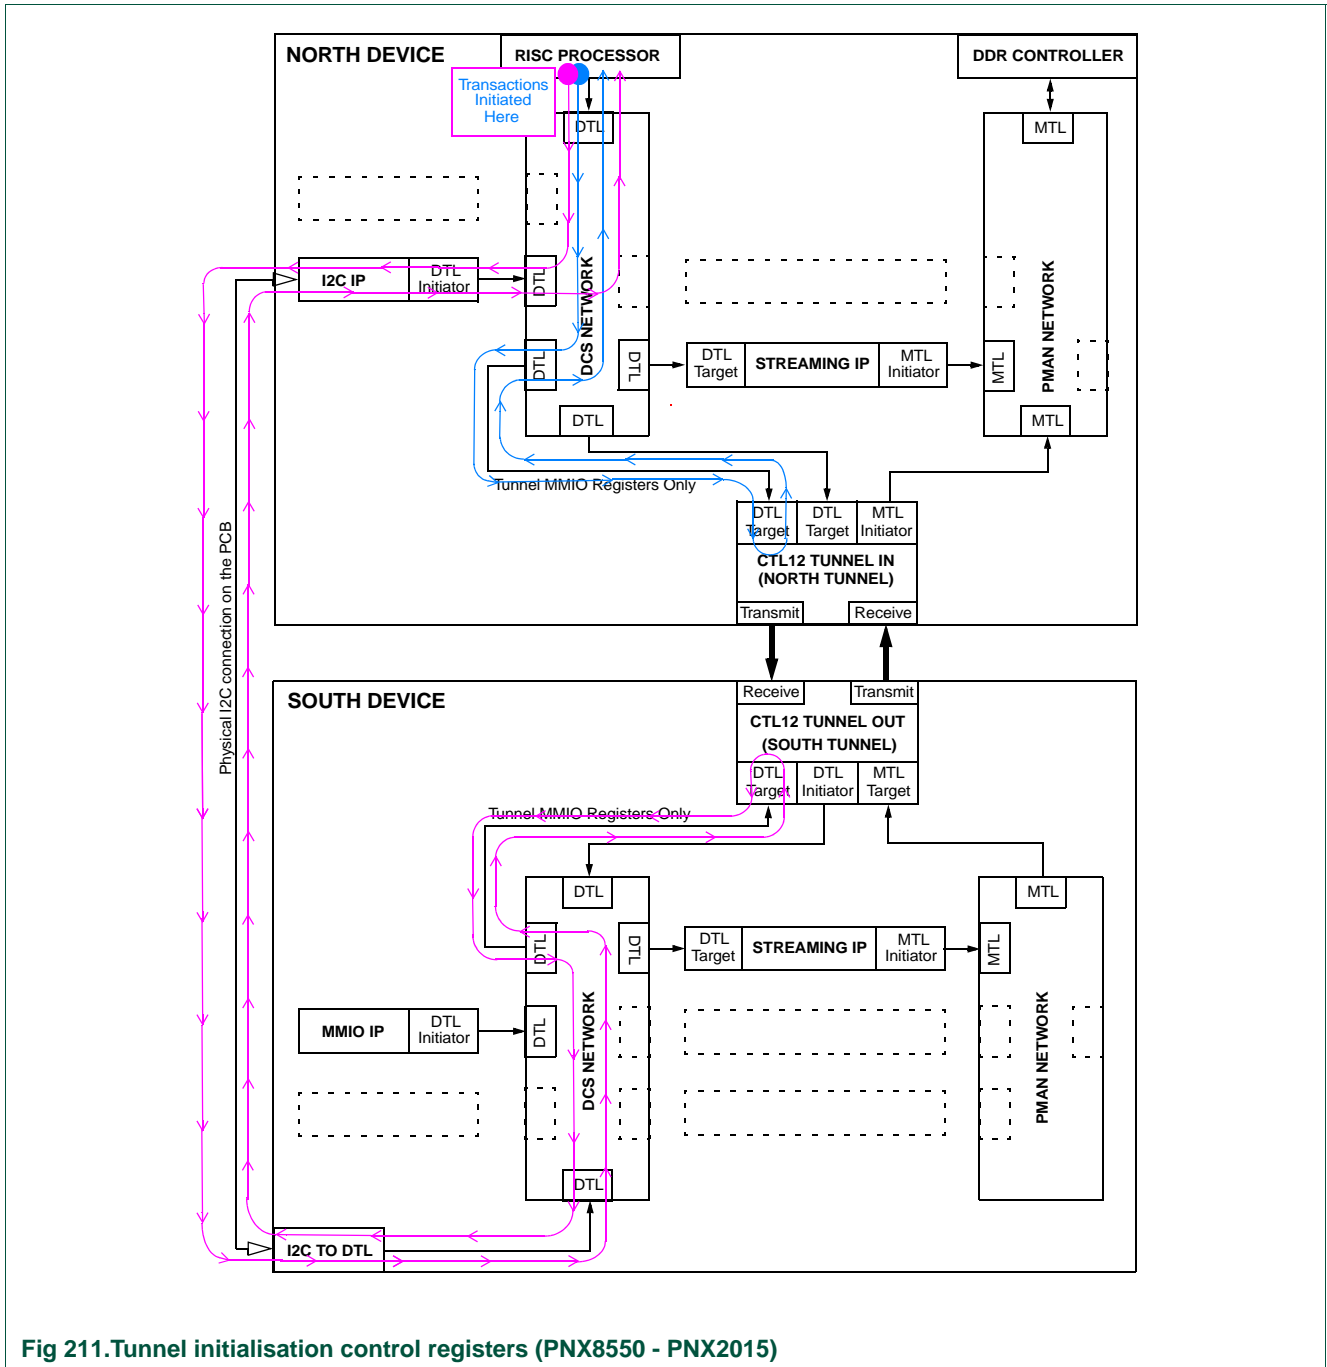 NORTH DEVICE
RISC PROCESSOR
DDR CONTROLLER
Transactions
Initiated
Here
DTL
MTL
I2C IP
DTL
Initiator
DTL
DCS NETWORK
PMAN NETWORK
DTL
DTL
DTL
Target
STREAMING IP
MTL
Initiator
MTL
DTL
MTL
Tunnel MMIO Registers Only
DTL
Target
DTL
Target
MTL
Initiator
CTL12 TUNNEL IN
(NORTH TUNNEL)
Transmit
Receive
Physical I2C connection on the PCB
SOUTH DEVICE
Receive
Transmit
CTL12 TUNNEL OUT
(SOUTH TUNNEL)
DTL
Target
DTL
Initiator
MTL
Target
Tunnel MMIO Registers Only
DTL
MTL
DTL
DTL
DTL
Target
STREAMING IP
MTL
Initiator
MTL
MMIO IP
DTL
Initiator
DTL
DCS NETWORK
PMAN NETWORK
DTL
I2C TO DTL
Fig 211.Tunnel initialisation control registers (PNX8550 - PNX2015)